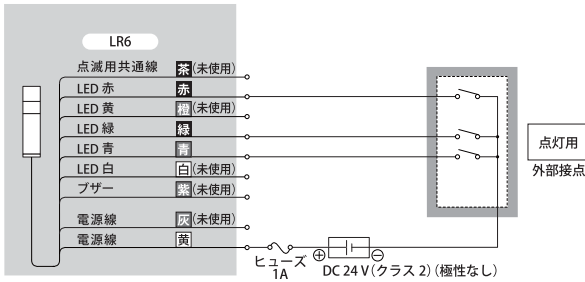 LR6
点滅用共通線 茶(未使用)
LED 赤 赤
LED 黄 橙(未使用)
LED 緑 緑
LED 青 青
LED 白 白(未使用)
ブザー 紫(未使用)
電源線 灰(未使用)
電源線 黄
点灯用
外部接点
ヒューズ
1A
DC 24 V(クラス 2)(極性なし)